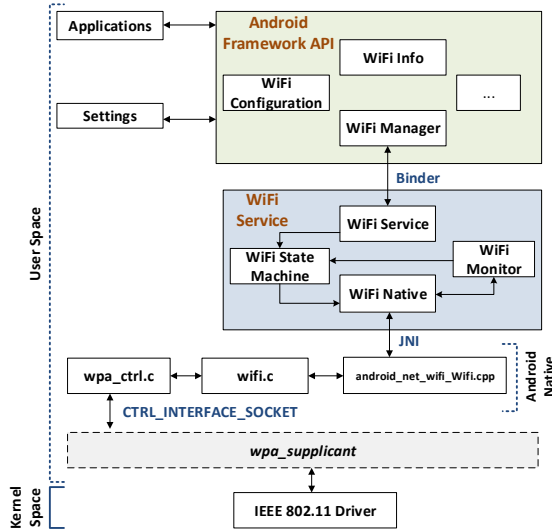 Applications
Android
Framework API
WiFi Info
WiFi
Configuration
...
Settings
WiFi Manager
Binder
WiFi
Service
WiFi Service
WiFi State
Machine
WiFi
Monitor
WiFi Native
JNI
wpa_ctrl.c
wifi.c
android_net_wifi_Wifi.cpp
Android
Native
CTRL_INTERFACE_SOCKET
wpa_supplicant
User Space
Kernel
Space
IEEE 802.11 Driver